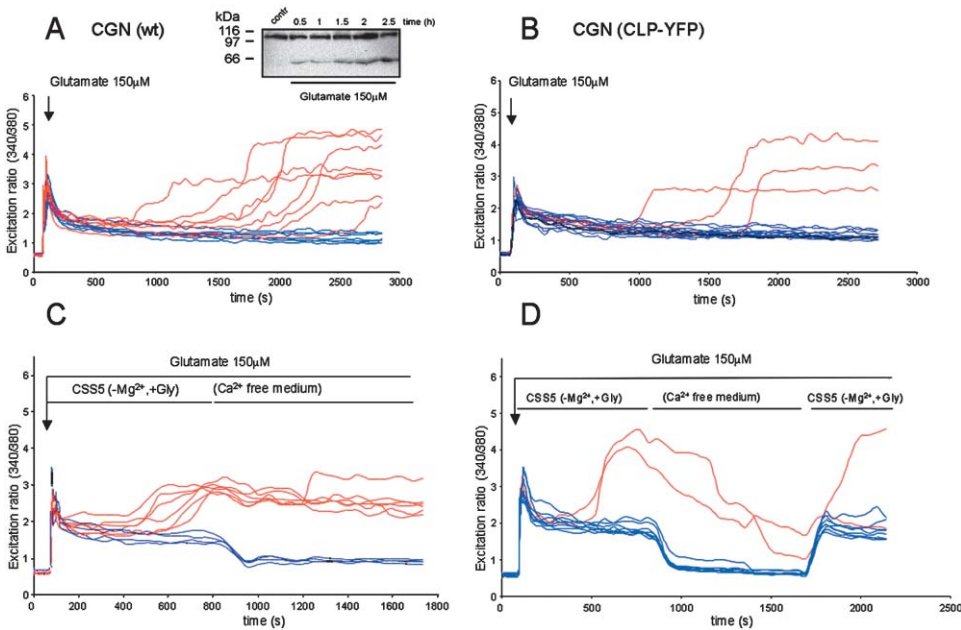 A CGN (wt)
kDa
contr 0.5 1 1.5 2 2.5 time (h)
116
97
66
Glutamate 150µM
Glutamate 150µM
Excitation ratio (340/380)
6
5
4
3
2
1
0
0 500 1000 1500 2000 2500 3000
time (s)
B CGN (CLP-YFP)
Glutamate 150µM
Excitation ratio (340/380)
6
5
4
3
2
1
0
0 500 1000 1500 2000 2500 3000
time (s)
C
Glutamate 150µM
CSS5 (-Mg²⁺,+Gly) (Ca²⁺ free medium)
Excitation ratio (340/380)
6
5
4
3
2
1
0
0 200 400 600 800 1000 1200 1400 1600 1800
time (s)
D
Glutamate 150µM
CSS5 (-Mg²⁺,+Gly) (Ca²⁺ free medium) CSS5 (-Mg²⁺,+Gly)
Excitation ratio (340/380)
6
5
4
3
2
1
0
0 500 1000 1500 2000 2500
time (s)